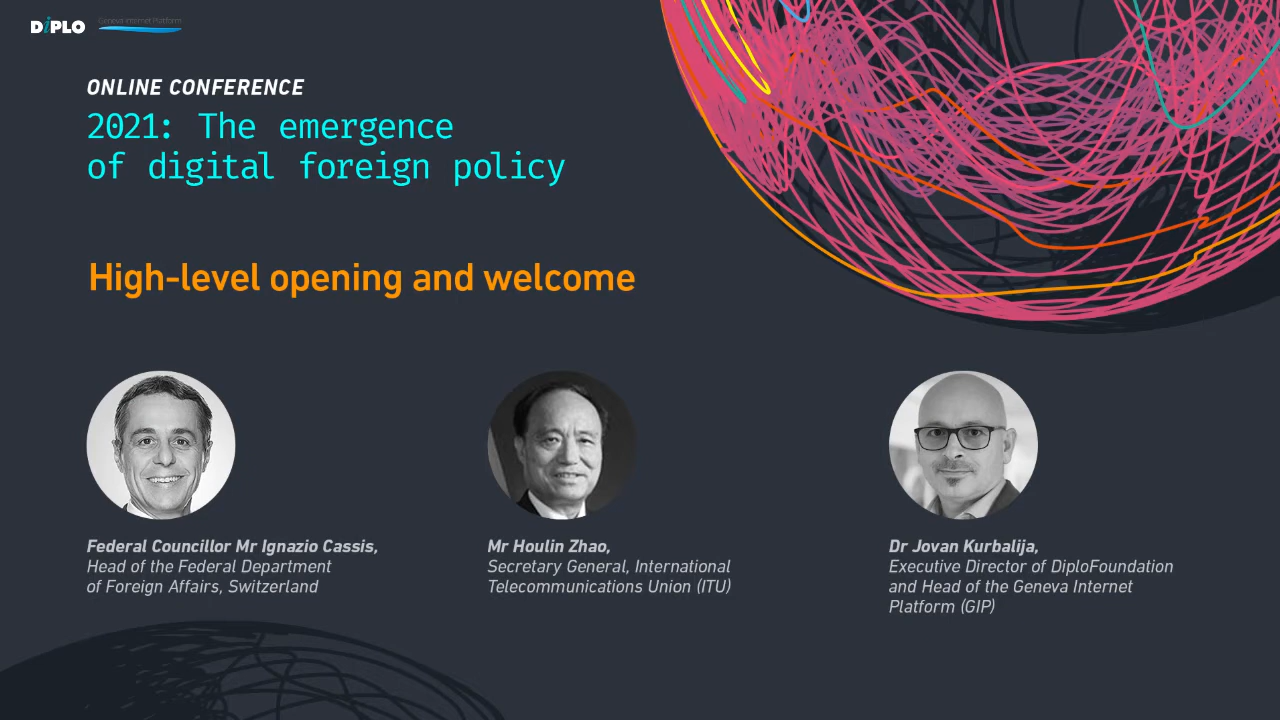 DiPLO
Geneva Internet Platform
ONLINE CONFERENCE
2021: The emergence
of digital foreign policy
High-level opening and welcome
Federal Councillor Mr Ignazio Cassis,
Head of the Federal Department
of Foreign Affairs, Switzerland
Mr Houlin Zhao,
Secretary General, International
Telecommunications Union (ITU)
Dr Jovan Kurbalija,
Executive Director of DiploFoundation
and Head of the Geneva Internet
Platform (GIP)